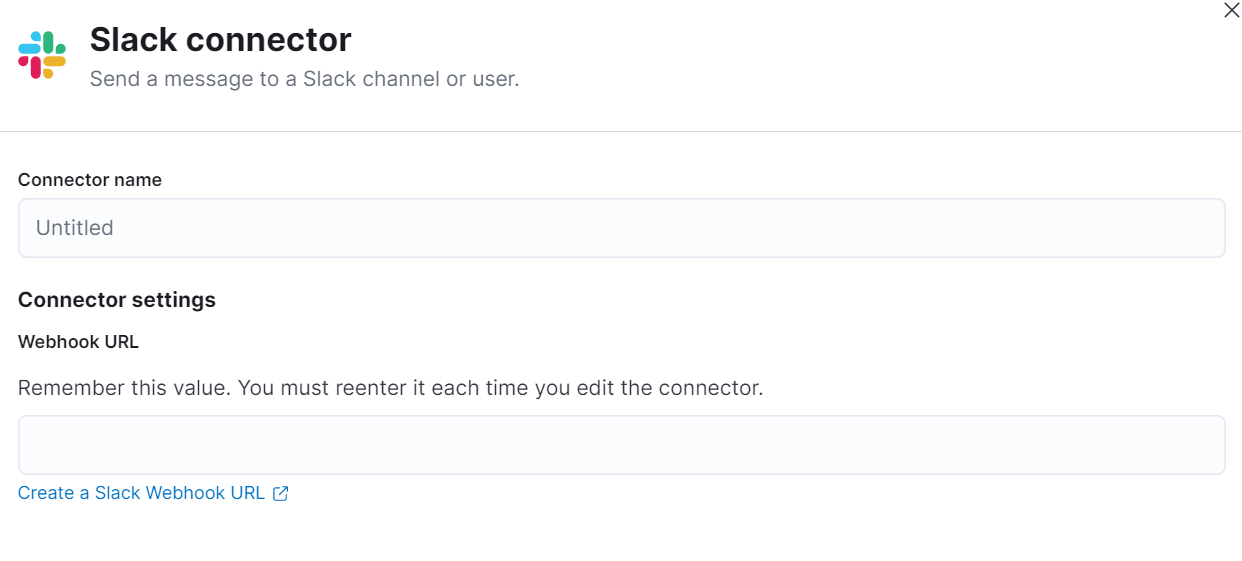 Slack connector
Send a message to a Slack channel or user.
Connector name
Untitled
Connector settings
Webhook URL
Remember this value. You must reenter it each time you edit the connector.
Create a Slack Webhook URL